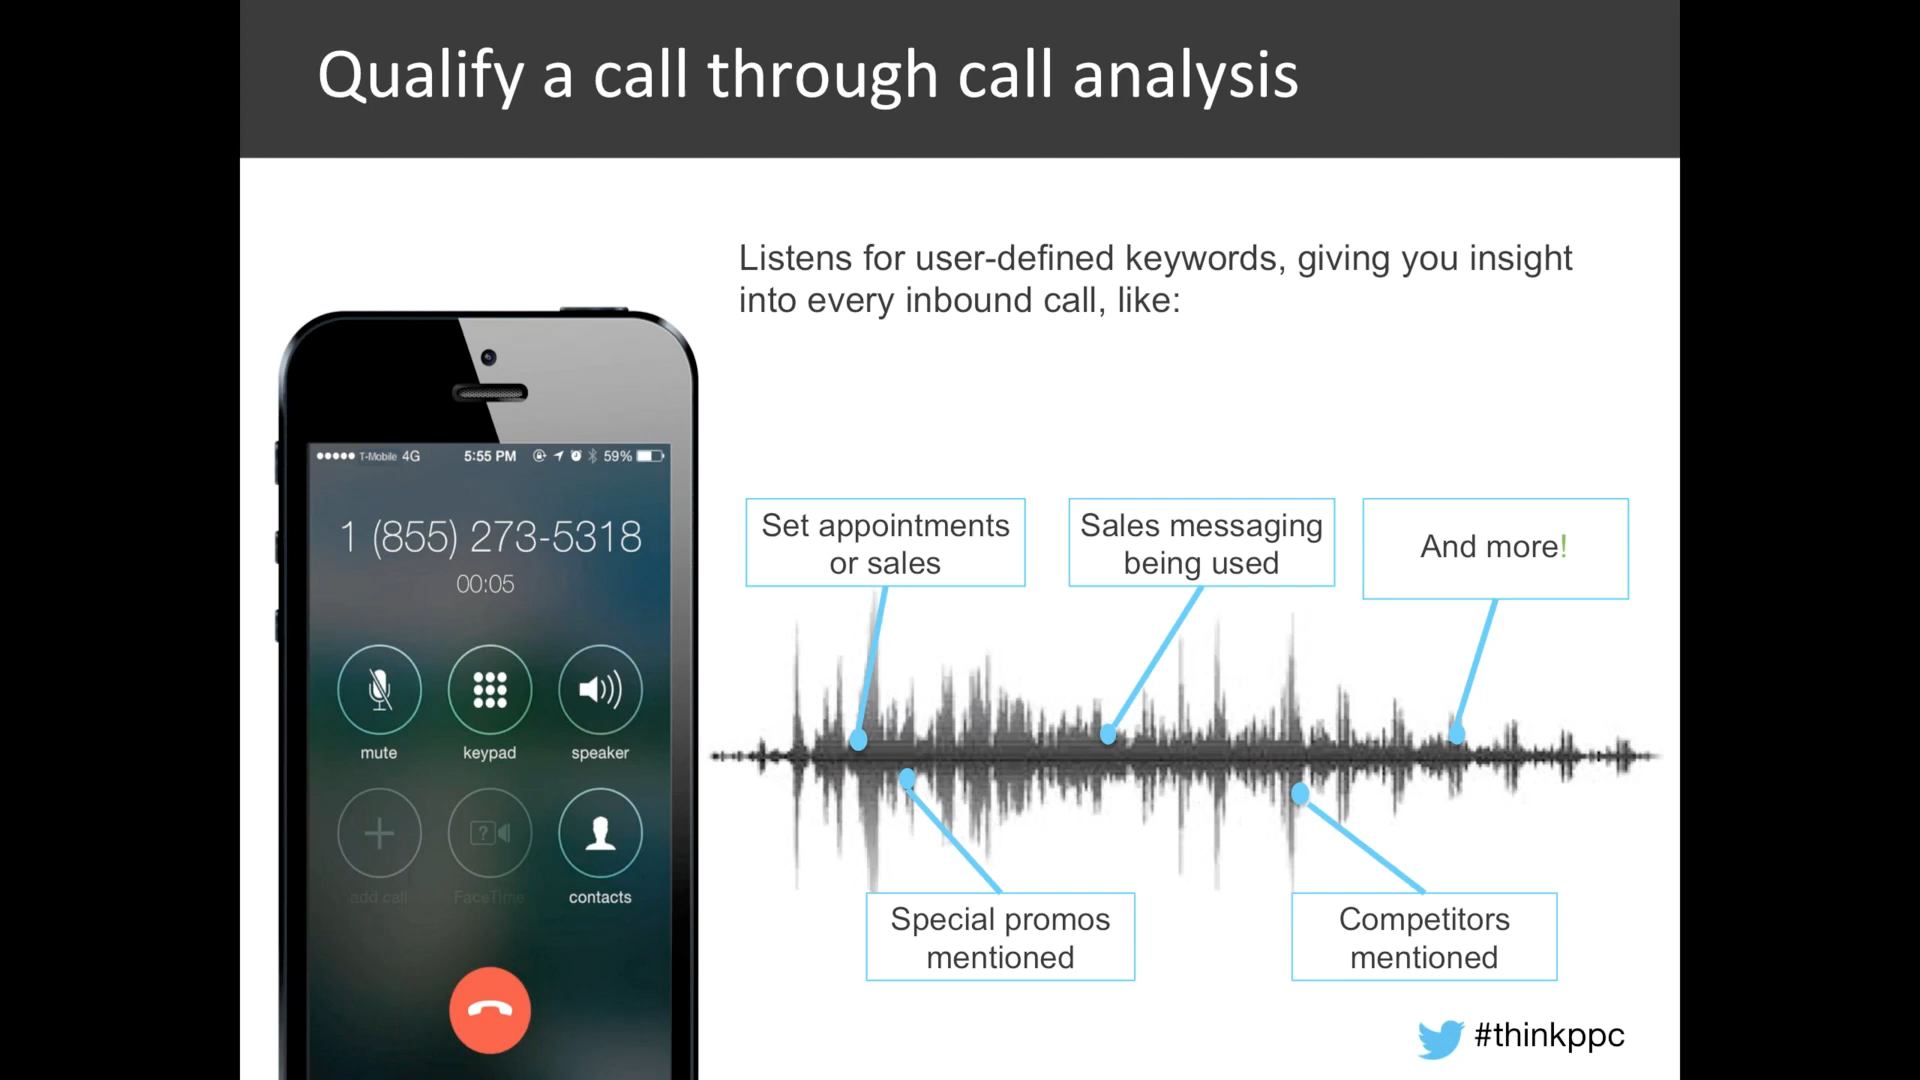 Qualify a call through call analysis
Listens for user-defined keywords, giving you insight
into every inbound call, like:
T-Mobile 4G 5:55 PM 59%
1 (855) 273-5318
00:05
mute keypad speaker
add call FaceTime contacts
Set appointments
or sales
Sales messaging
being used
And more!
Special promos
mentioned
Competitors
mentioned
#thinkppc